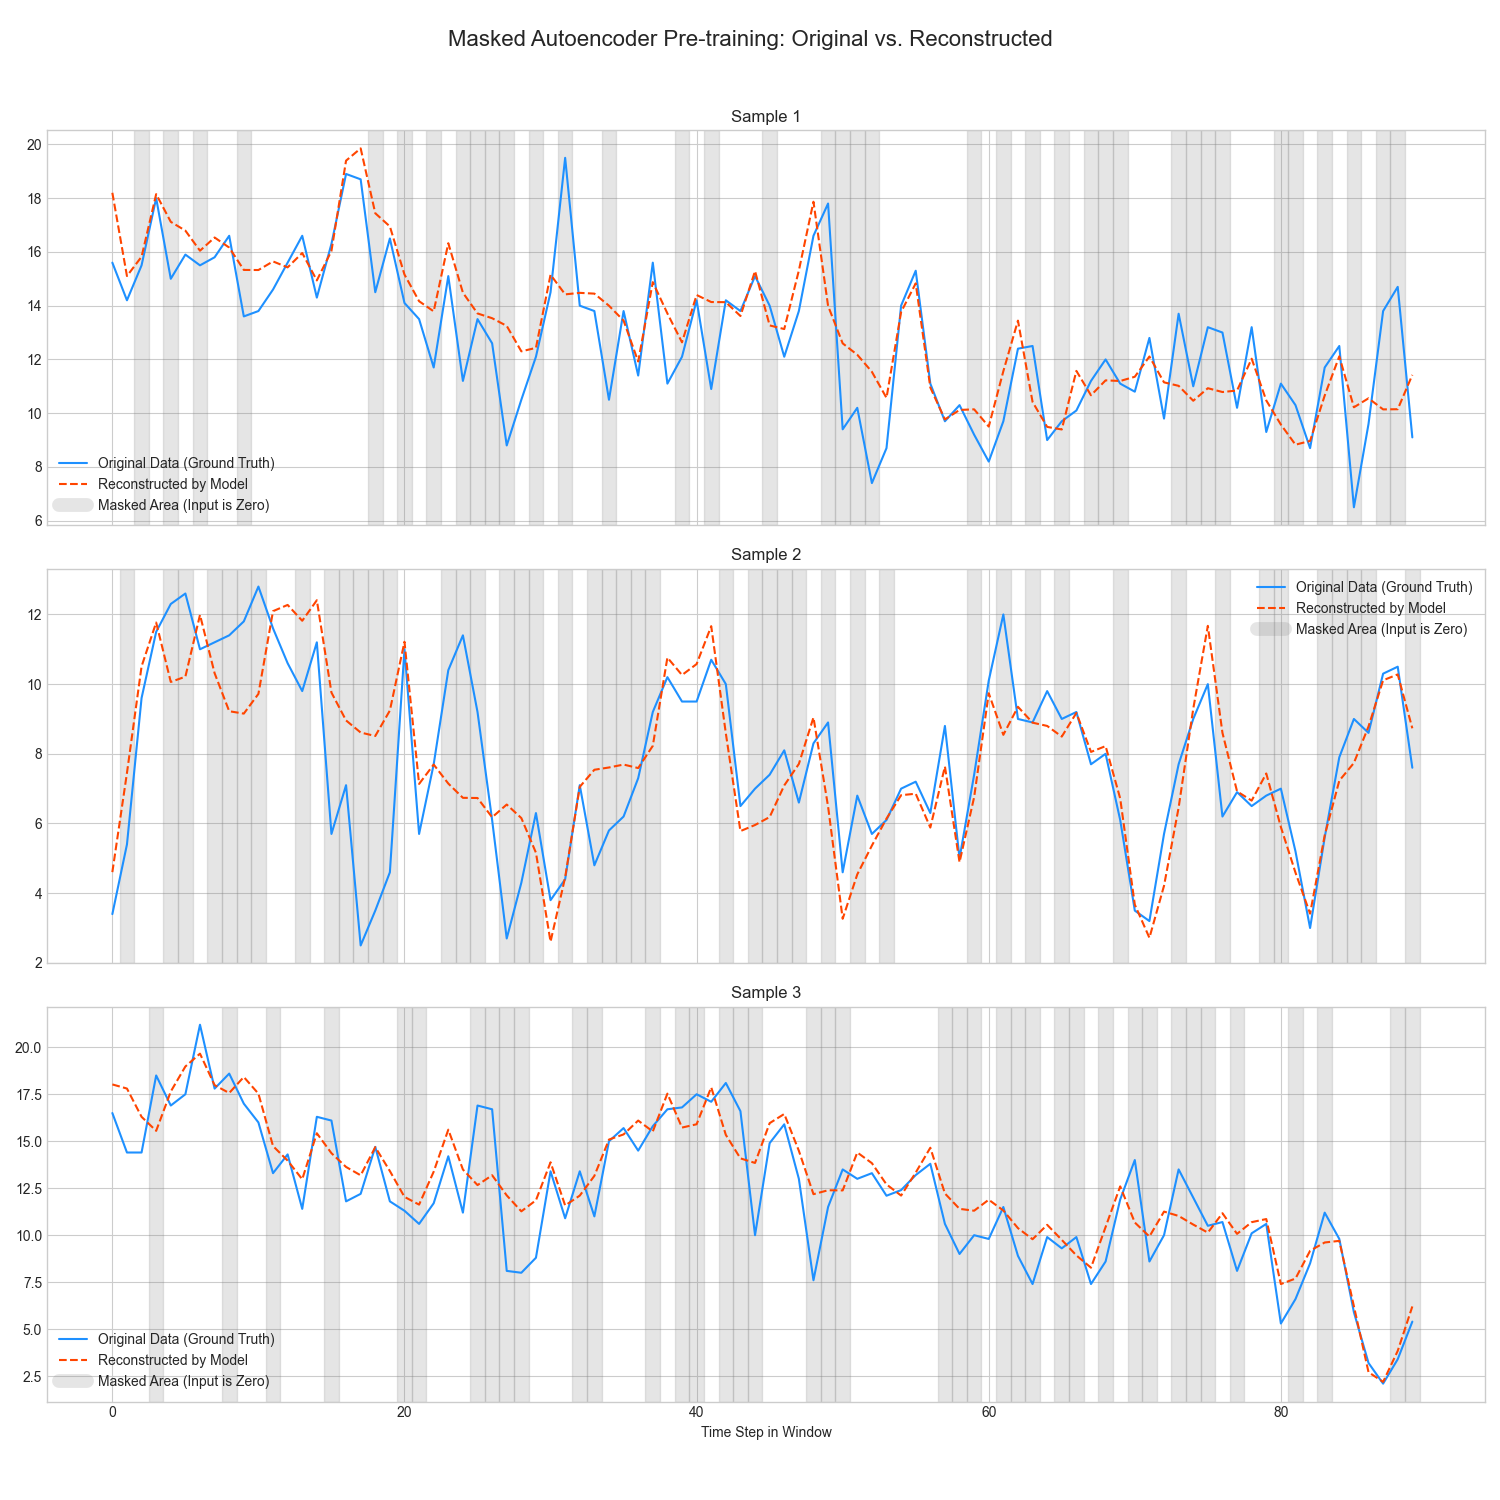 Masked Autoencoder Pre-training: Original vs. Reconstructed
Sample 1
20
18
16
14
12
10
8
6
Original Data (Ground Truth)
Reconstructed by Model
Masked Area (Input is Zero)
Sample 2
12
10
8
6
4
2
Original Data (Ground Truth)
Reconstructed by Model
Masked Area (Input is Zero)
Sample 3
20.0
17.5
15.0
12.5
10.0
7.5
5.0
2.5
Original Data (Ground Truth)
Reconstructed by Model
Masked Area (Input is Zero)
0 20 40 60 80
Time Step in Window